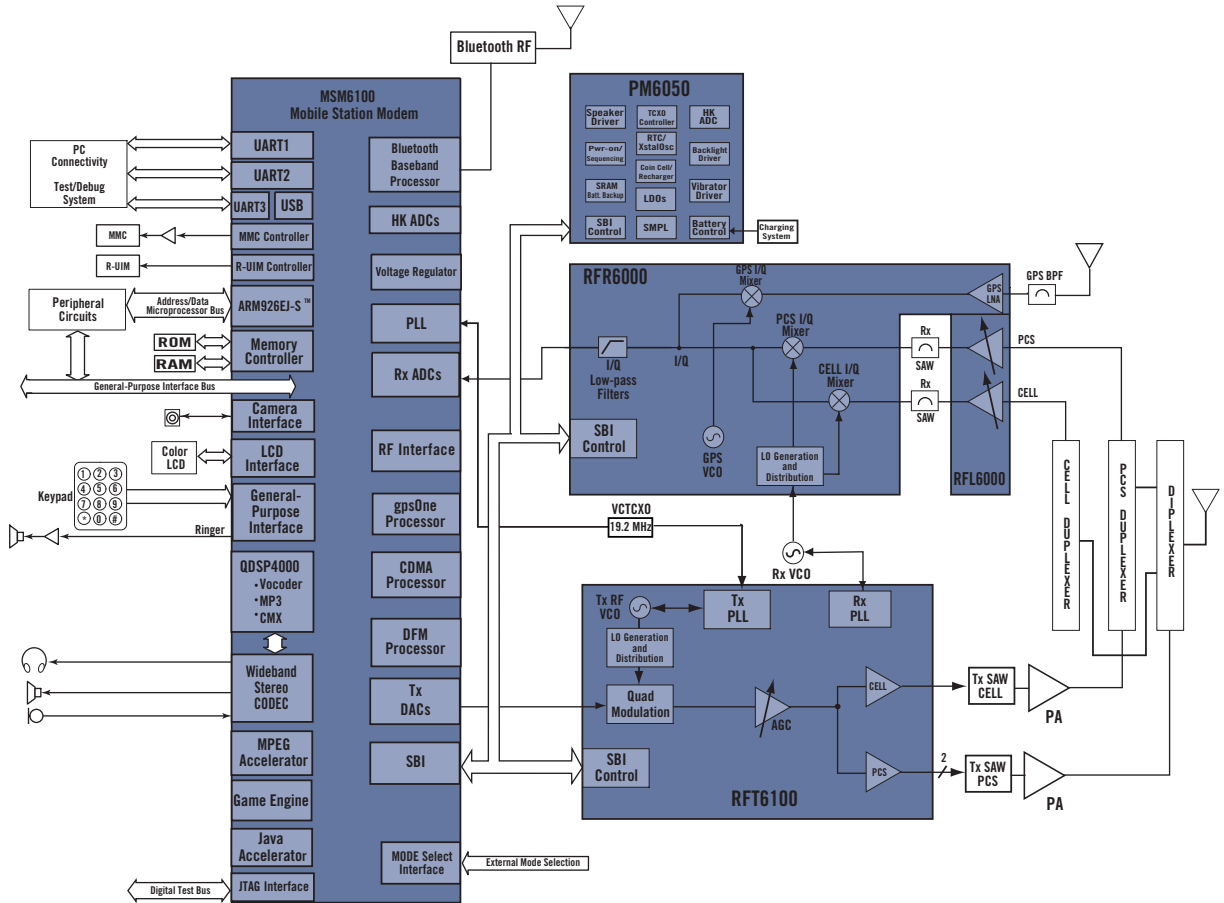 Bluetooth RF
MSM6100
Mobile Station Modem
PC
Connectivity
Test/Debug
System
UART1
UART2
UART3
USB
MMC
MMC Controller
R-UIM
R-UIM Controller
Peripheral
Circuits
Address/Data
Microprocessor Bus
ARM926EJ-S™
ROM
RAM
Memory
Controller
General-Purpose Interface Bus
Camera
Interface
Color
LCD
LCD
Interface
Keypad
1 2 3
4 5 6
7 8 9
* 0 #
General-
Purpose
Interface
Ringer
QDSP4000
• Vocoder
• MP3
• CMX
Wideband
Stereo
CODEC
MPEG
Accelerator
Game Engine
Java
Accelerator
Digital Test Bus
JTAG Interface
Bluetooth
Baseband
Processor
HK ADCs
Voltage Regulator
PLL
Rx ADCs
RF Interface
gpsOne
Processor
CDMA
Processor
DFM
Processor
Tx
DACs
SBI
MODE Select
Interface
External Mode Selection
PM6050
Speaker
Driver
TCXO
Controller
HK
ADC
Pwr-on/
Sequencing
RTC/
XstalOsc
Backlight
Driver
Coin Cell/
Recharger
SRAM
Batt. Backup
LDOs
Vibrator
Driver
SBI
Control
SMPL
Battery
Control
Charging
System
RFR6000
GPS I/Q
Mixer
GPS
LNA
GPS BPF
PCS I/Q
Mixer
Rx
SAW
PCS
I/Q
Low-pass
Filters
I/Q
CELL I/Q
Mixer
Rx
SAW
CELL
SBI
Control
GPS
VCO
LO Generation
and
Distribution
RFL6000
CELL DUPLEXER
PCS DUPLEXER
DIPLEXER
VCTCXO
19.2 MHz
Rx VCO
Tx RF
VCO
Tx
PLL
Rx
PLL
LO Generation
and
Distribution
Quad
Modulation
AGC
CELL
Tx SAW
CELL
PA
SBI
Control
PCS
2
Tx SAW
PCS
PA
RFT6100